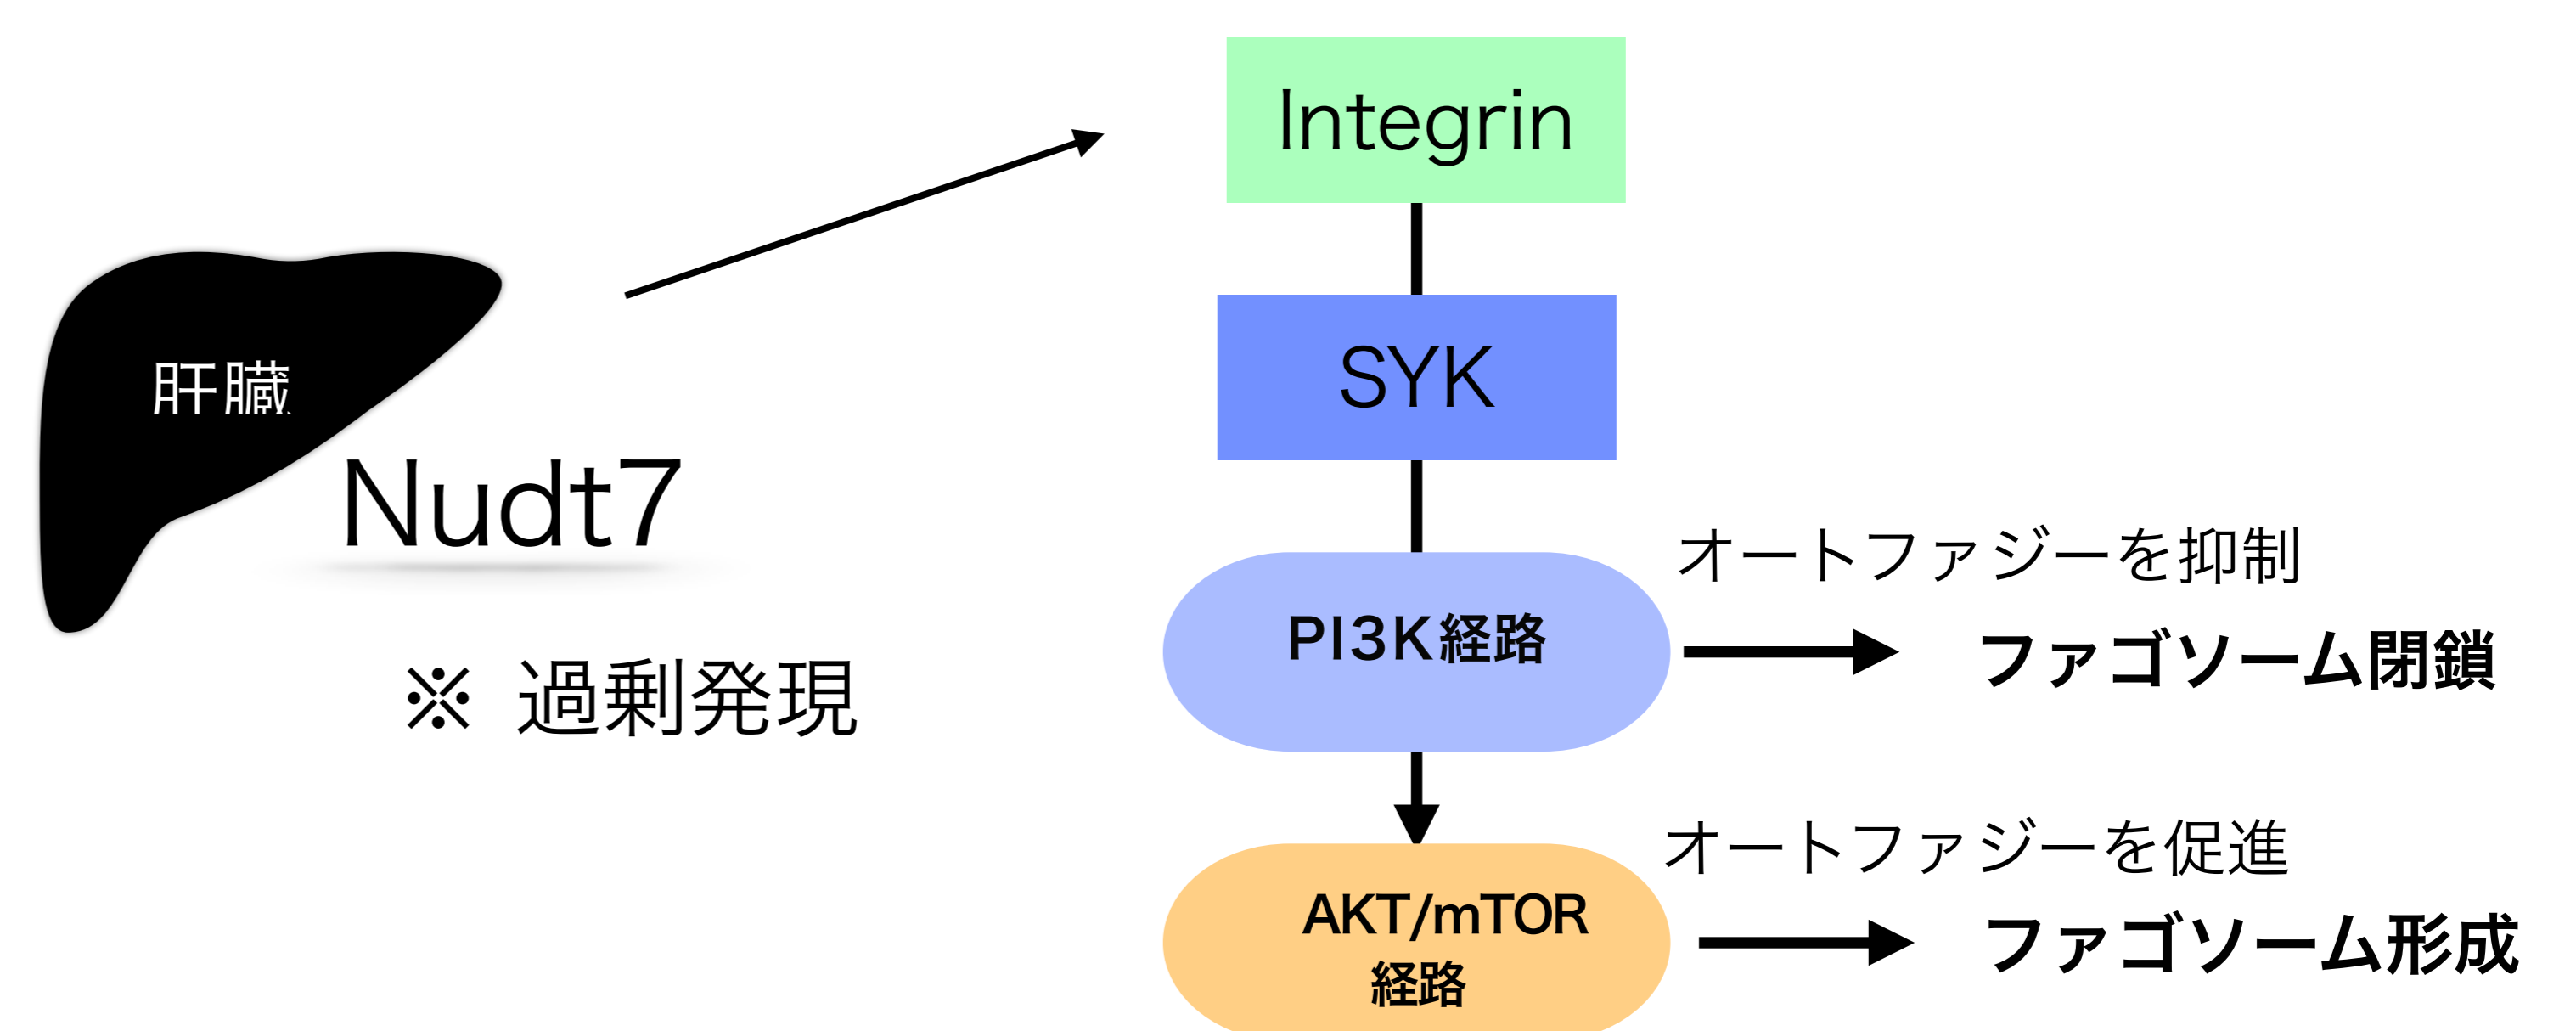 Integrin
肝臓
SYK
Nudt7
※ 過剰発現
オートファジーを抑制
PI3K経路
ファゴソーム閉鎖
オートファジーを促進
AKT/mTOR
経路
ファゴソーム形成